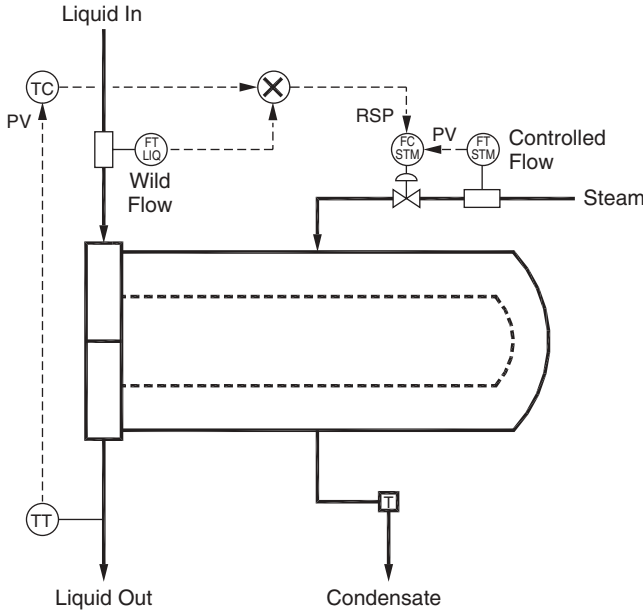 Liquid In
TC
PV
FT
LIQ
Wild
Flow
RSP
FC
STM
PV
FT
STM
Controlled
Flow
Steam
TT
T
Liquid Out
Condensate